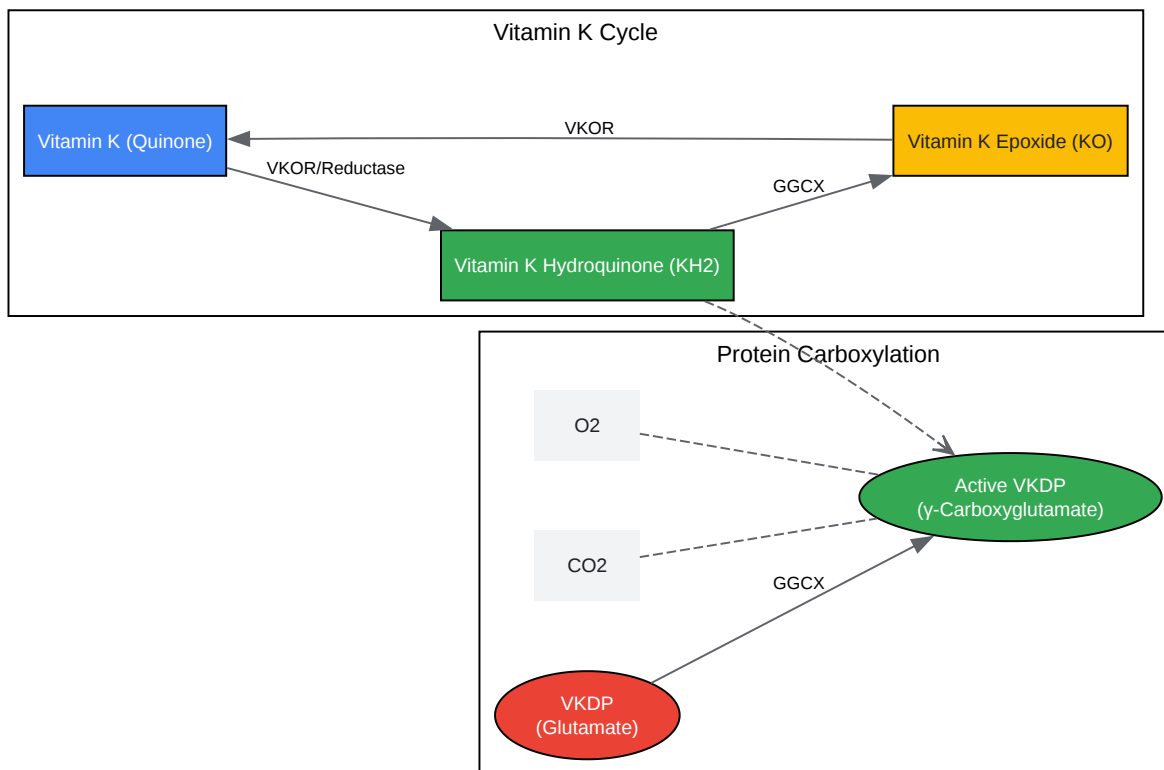 Vitamin K Cycle
Vitamin K (Quinone)
VKOR
Vitamin K Epoxide (KO)
VKOR/Reductase
GGCX
Vitamin K Hydroquinone (KH2)
Protein Carboxylation
O2
Active VKDP
(γ-Carboxyglutamate)
CO2
GGCX
VKDP
(Glutamate)